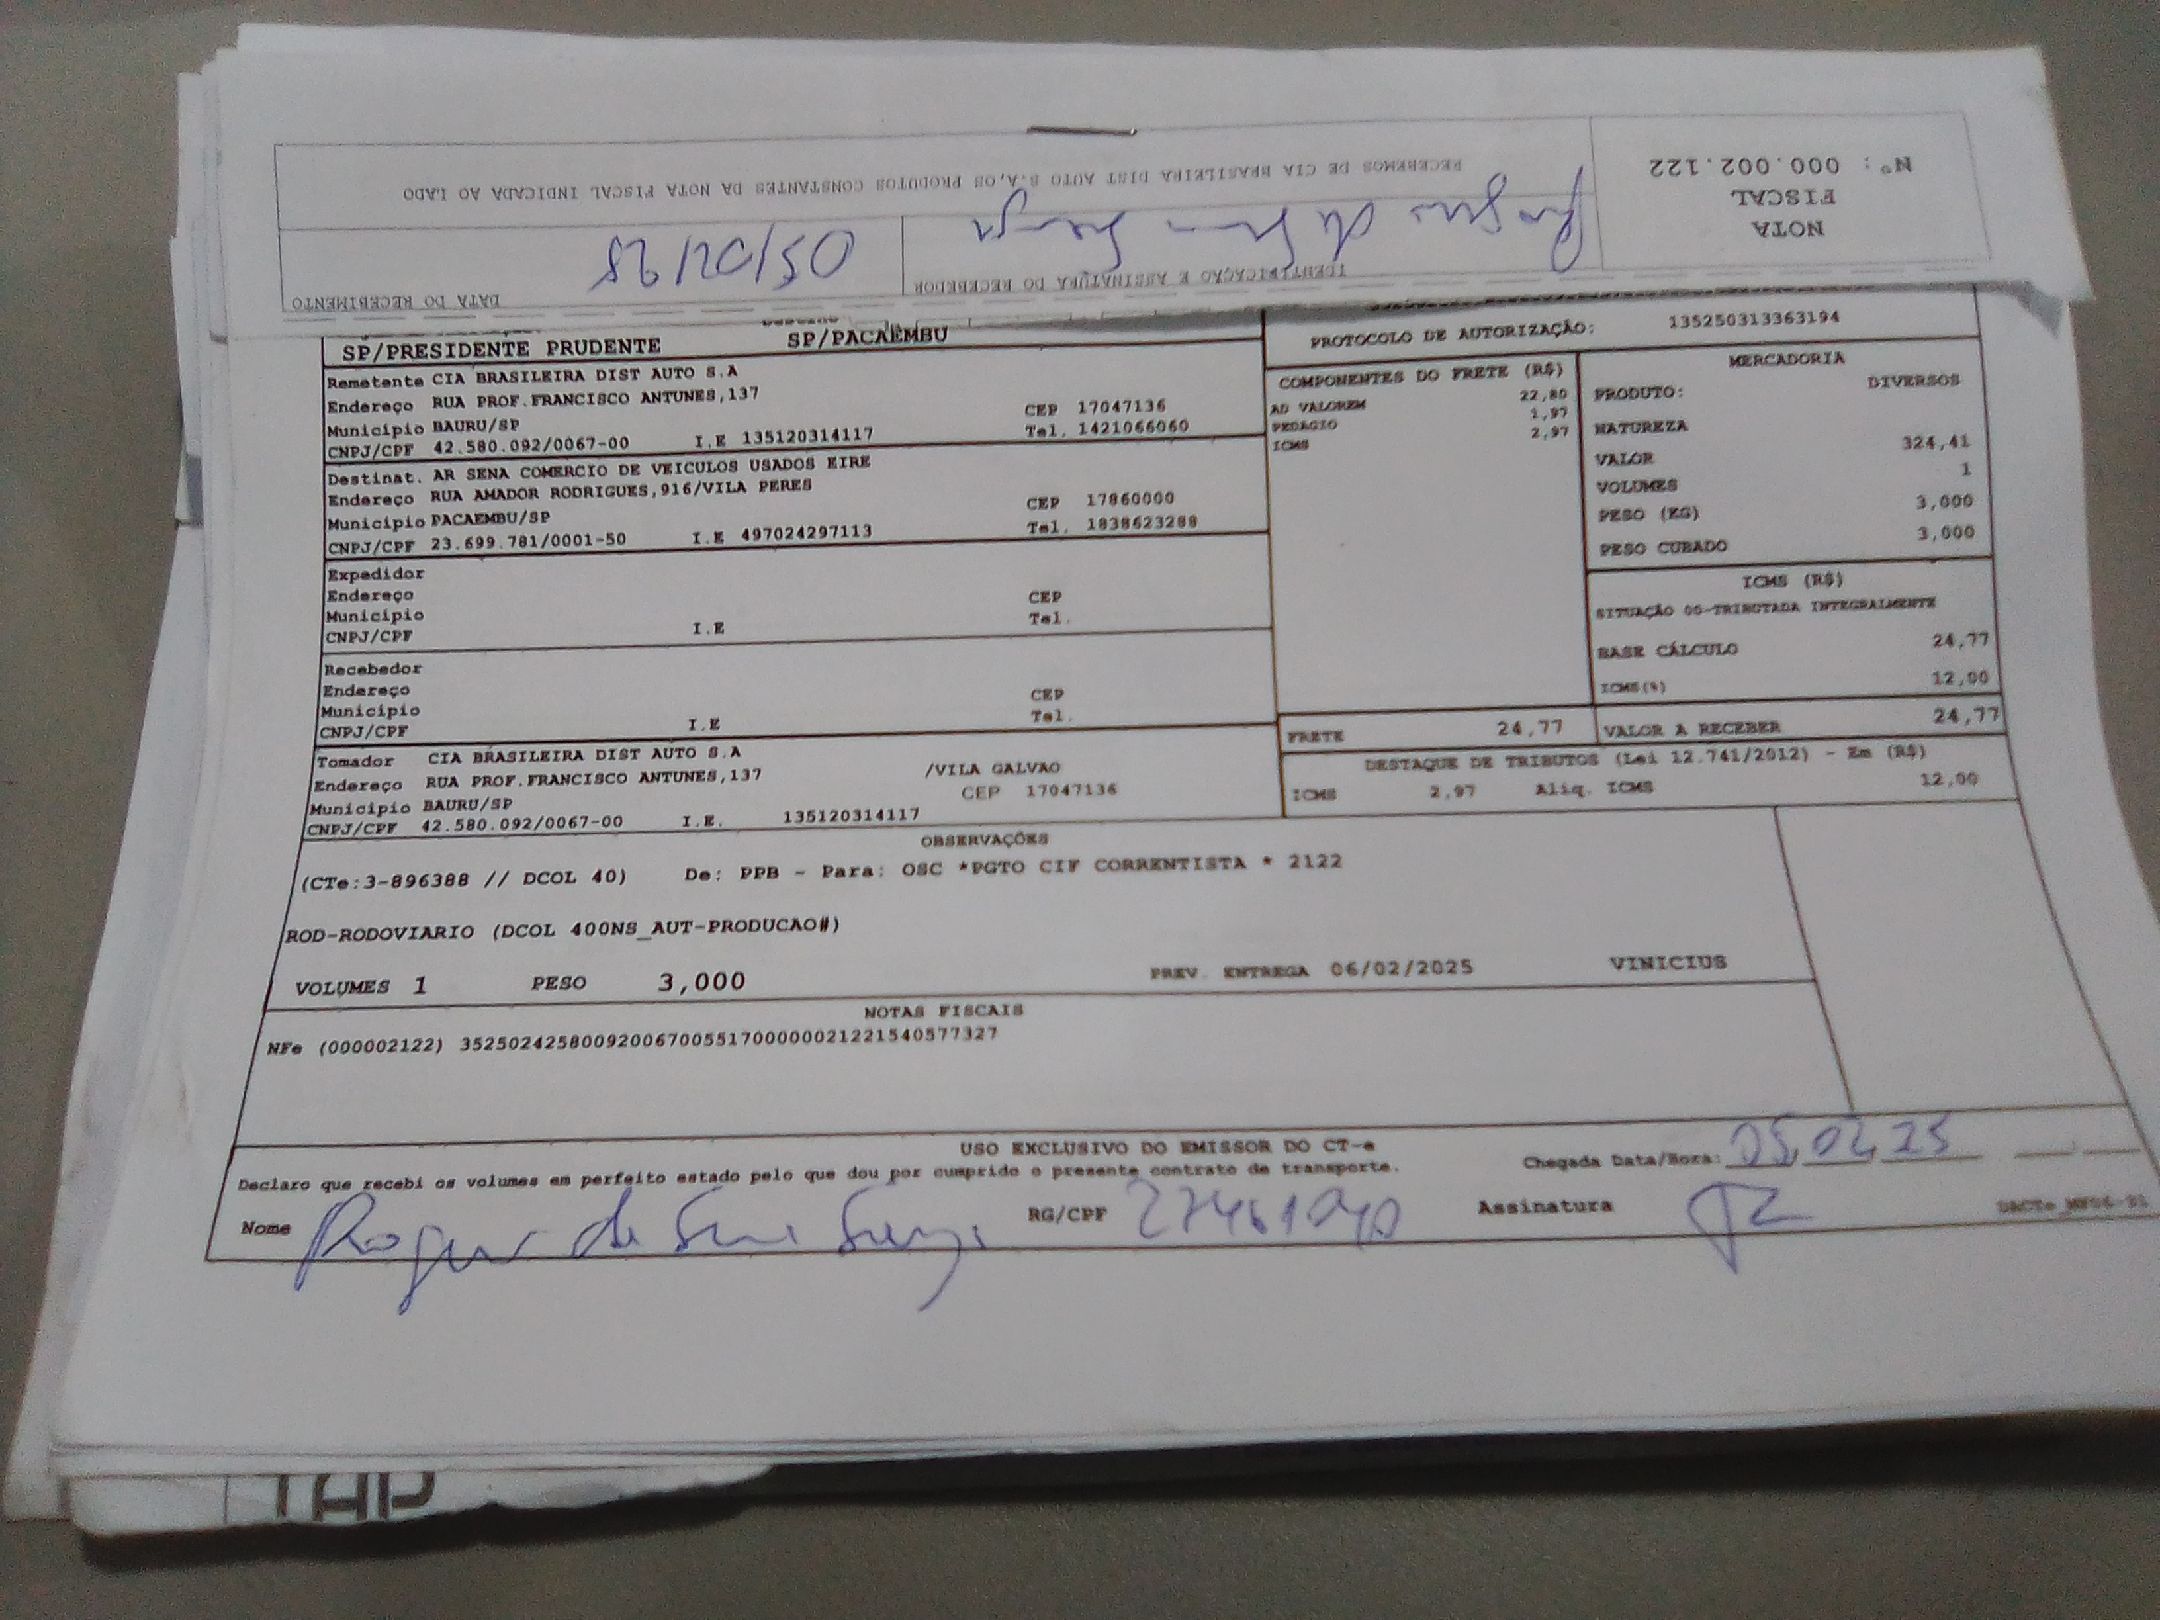 Nº: 000.002.122
NOTA
FISCAL
RECEBEMOS DE CIA BRASILEIRA DIST AUTO S.A,OS PRODUTOS CONSTANTES DA NOTA FISCAL INDICADA AO LADO
DATA DO RECEBIMENTO
IDENTIFICAÇÃO E ASSINATURA DO RECEBEDOR
05/02/25
SP/PRESIDENTE PRUDENTE SP/PACAEMBU
PROTOCOLO DE AUTORIZAÇÃO: 135250313363194
Remetente CIA BRASILEIRA DIST AUTO S.A
Endereço RUA PROF.FRANCISCO ANTUNES,137
CEP 17047136
Município BAURU/SP
Tel. 1421066060
CNPJ/CPF 42.580.092/0067-00 I.E 135120314117
Destinat. AR SENA COMERCIO DE VEICULOS USADOS EIRE
Endereço RUA AMADOR RODRIGUES,916/VILA PERES
CEP 17860000
Município PACAEMBU/SP
Tel. 1838623288
CNPJ/CPF 23.699.781/0001-50 I.E 497024297113
Expedidor
Endereço
CEP
Município
Tel.
CNPJ/CPF I.E
Recebedor
Endereço
CEP
Município
Tel.
CNPJ/CPF I.E
Tomador CIA BRASILEIRA DIST AUTO S.A
Endereço RUA PROF.FRANCISCO ANTUNES,137 /VILA GALVAO
Município BAURU/SP CEP 17047136
CNPJ/CPF 42.580.092/0067-00 I.E. 135120314117
COMPONENTES DO FRETE (R$)
22,80
AD VALOREM 1,97
PEDAGIO 2,97
ICMS
MERCADORIA
PRODUTO: DIVERSOS
NATUREZA
VALOR 324,41
VOLUMES 1
PESO (KG) 3,000
PESO CUBADO 3,000
ICMS (R$)
SITUAÇÃO 00-TRIBUTADA INTEGRALMENTE
BASE CÁLCULO 24,77
ICMS(%) 12,00
FRETE 24,77
VALOR A RECEBER 24,77
DESTAQUE DE TRIBUTOS (Lei 12.741/2012) - Em (R$)
ICMS 2,97 Aliq. ICMS 12,00
OBSERVAÇÕES
(CTe:3-896388 // DCOL 40) De: PPB - Para: OSC *PGTO CIF CORRENTISTA * 2122
ROD-RODOVIARIO (DCOL 400NS_AUT-PRODUCAO#)
VOLUMES 1 PESO 3,000 PREV. ENTREGA 06/02/2025 VINICIUS
NOTAS FISCAIS
NFe (000002122) 35250242580092006700551700000021221540577327
USO EXCLUSIVO DO EMISSOR DO CT-e
Declaro que recebi os volumes em perfeito estado pelo que dou por cumprido o presente contrato de transporte.
Chegada Data/Hora: 05 02 25
Nome
RG/CPF
Assinatura